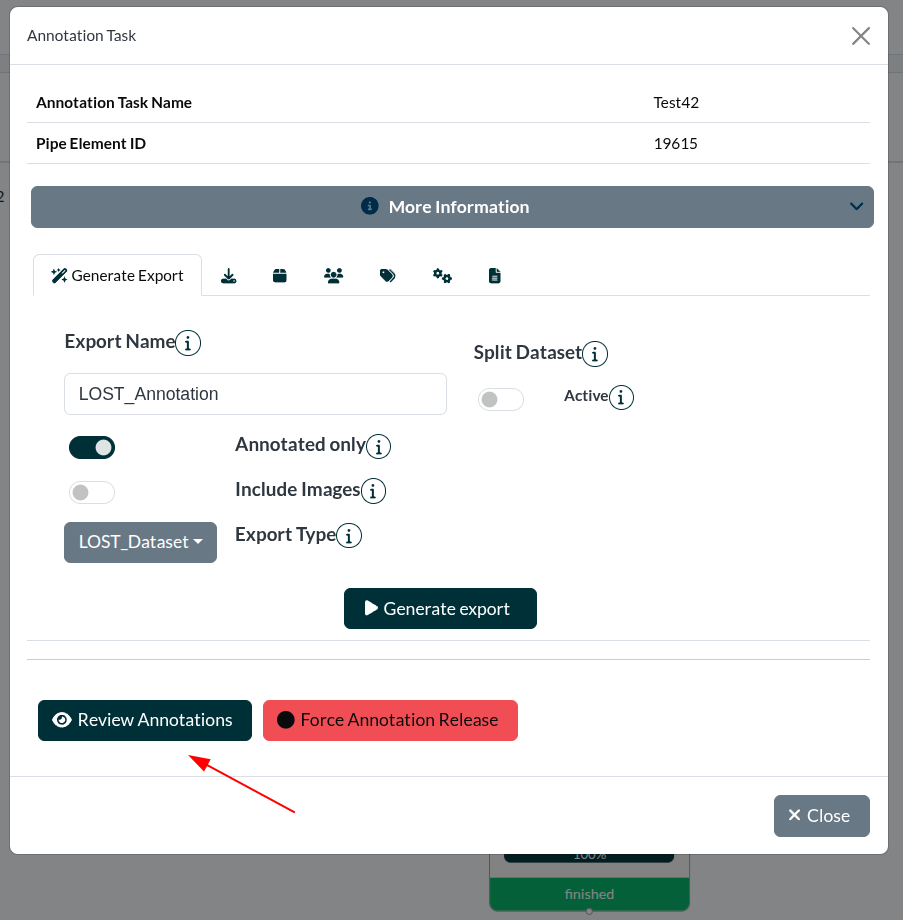 Annotation Task
Annotation Task Name Test42
Pipe Element ID 19615
2
More Information
Generate Export
Export Name
Split Dataset
LOST_Annotation
Active
Annotated only
Include Images
LOST_Dataset
Export Type
Generate export
Review Annotations Force Annotation Release
Close
100%
finished